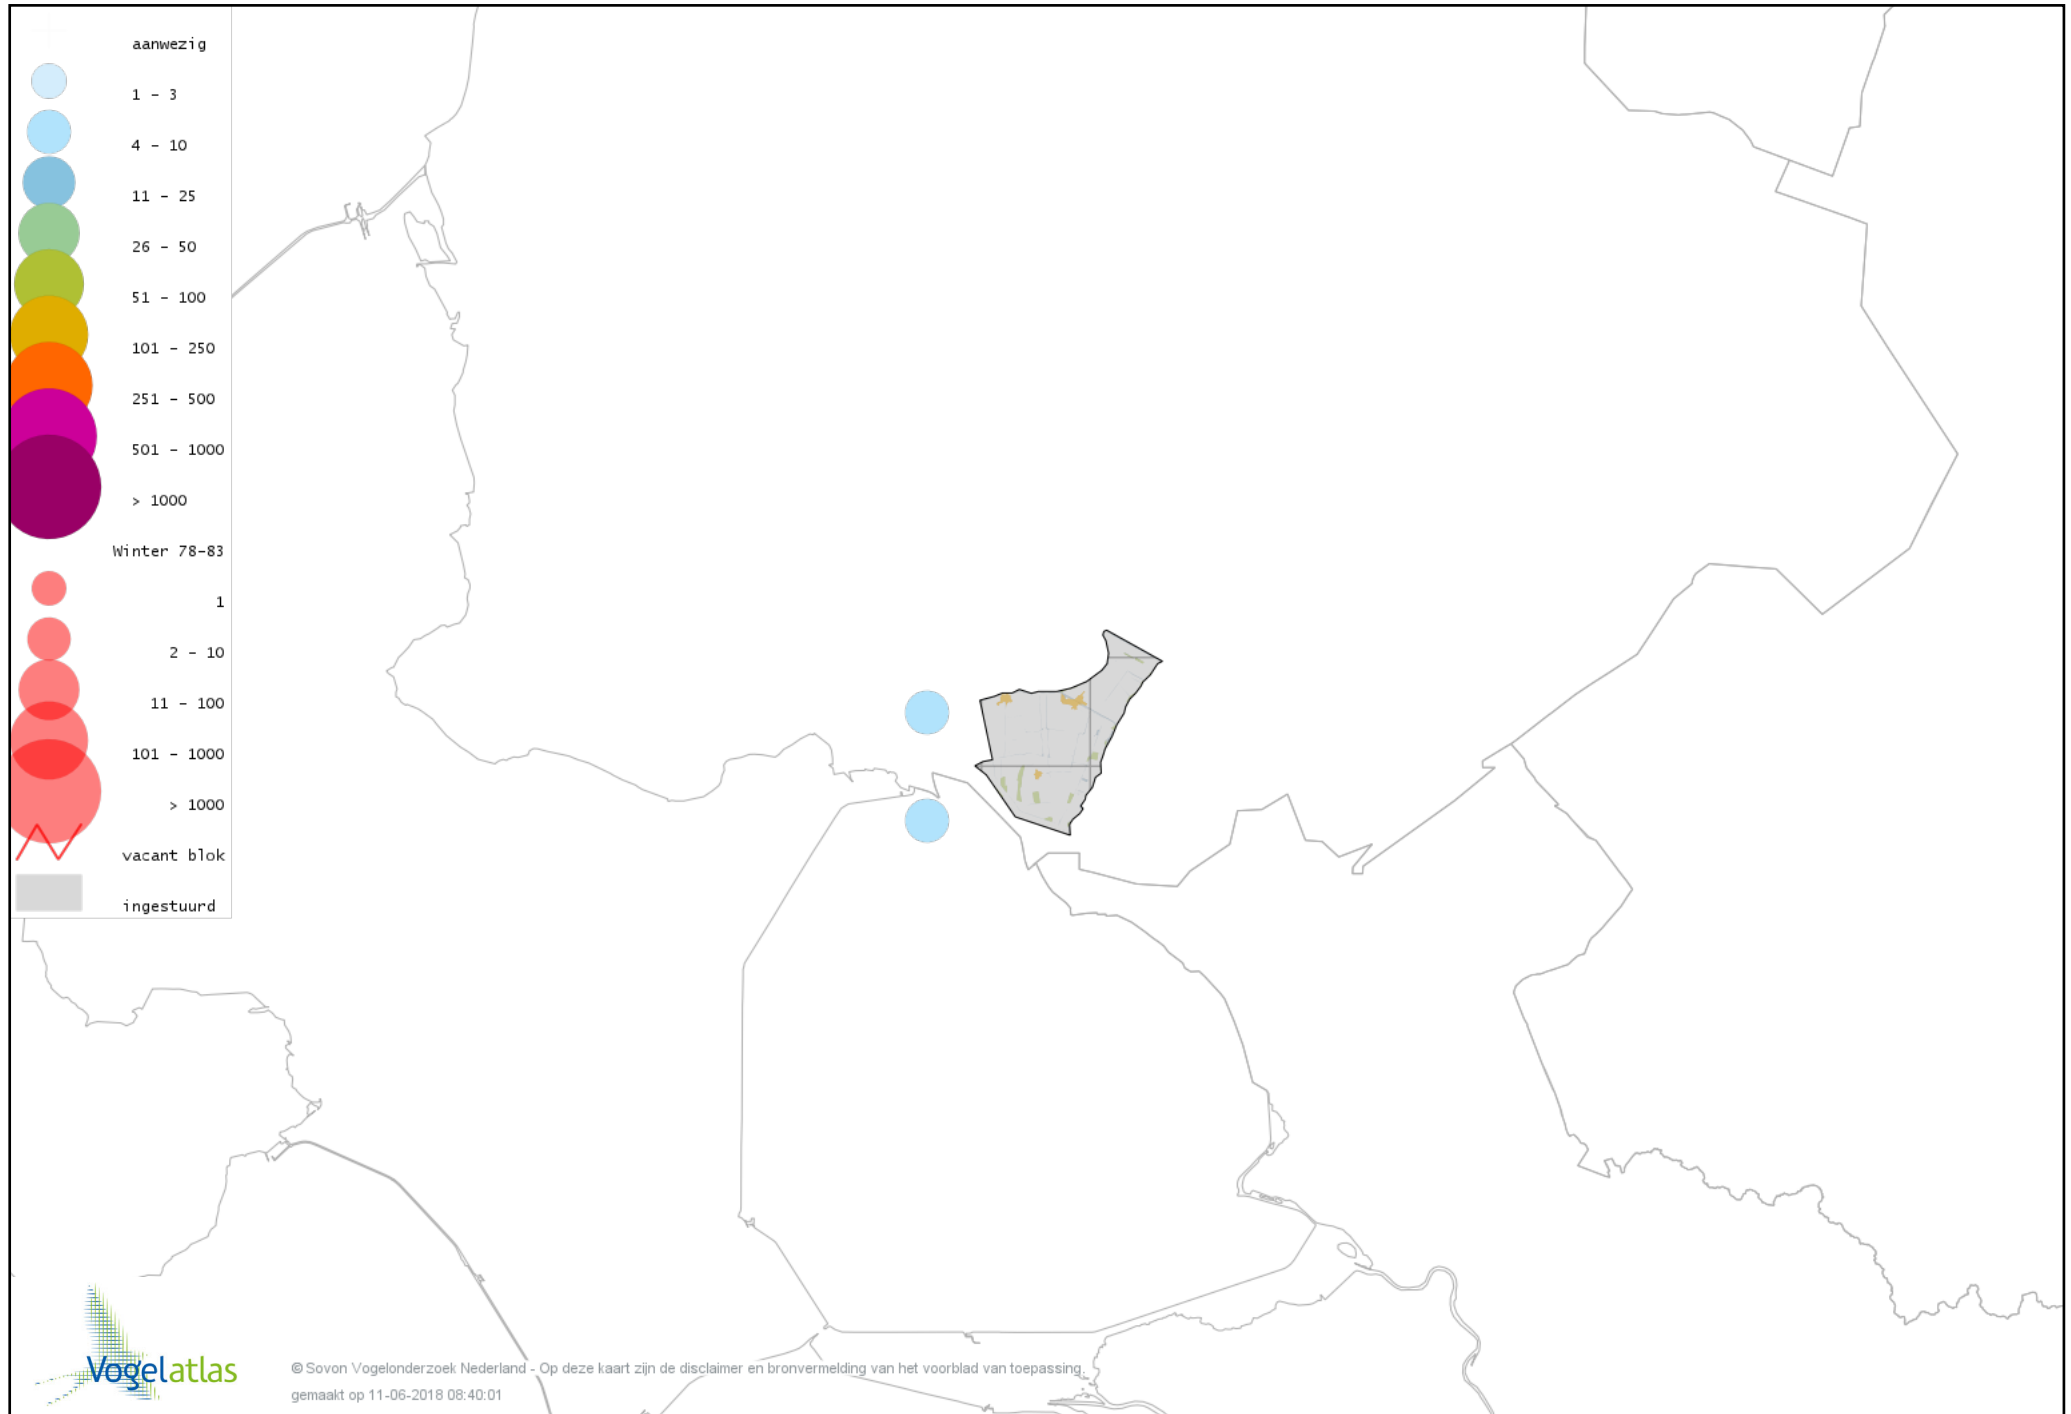 aanwezig
1 - 3
4 - 10
11 - 25
26 - 50
51 - 100
101 - 250
251 - 500
501 - 1000
> 1000
Winter 78-83
1
2 - 10
11 - 100
101 - 1000
> 1000
vacant blok
ingestuurd
Vogelatlas
© Sovon Vogelonderzoek Nederland - Op deze kaart zijn de disclaimer en bronvermelding van het voorblad van toepassing.
gemaakt op 11-06-2018 08:40:01